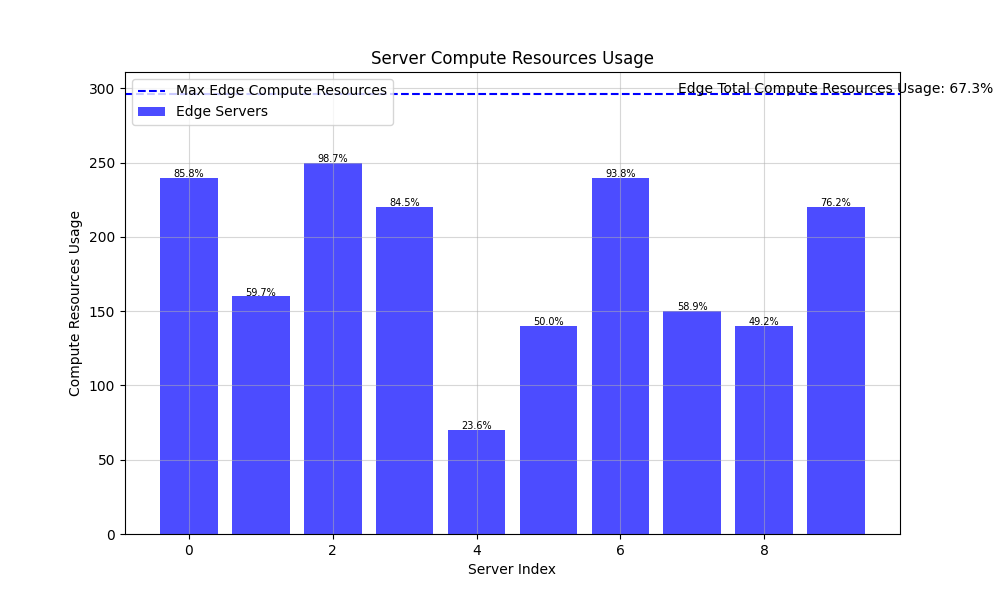 Server Compute Resources Usage
Max Edge Compute Resources
Edge Servers
Edge Total Compute Resources Usage: 67.3%
300
250
200
150
100
50
0
Compute Resources Usage
85.8%
59.7%
98.7%
84.5%
23.6%
50.0%
93.8%
58.9%
49.2%
76.2%
0 2 4 6 8
Server Index